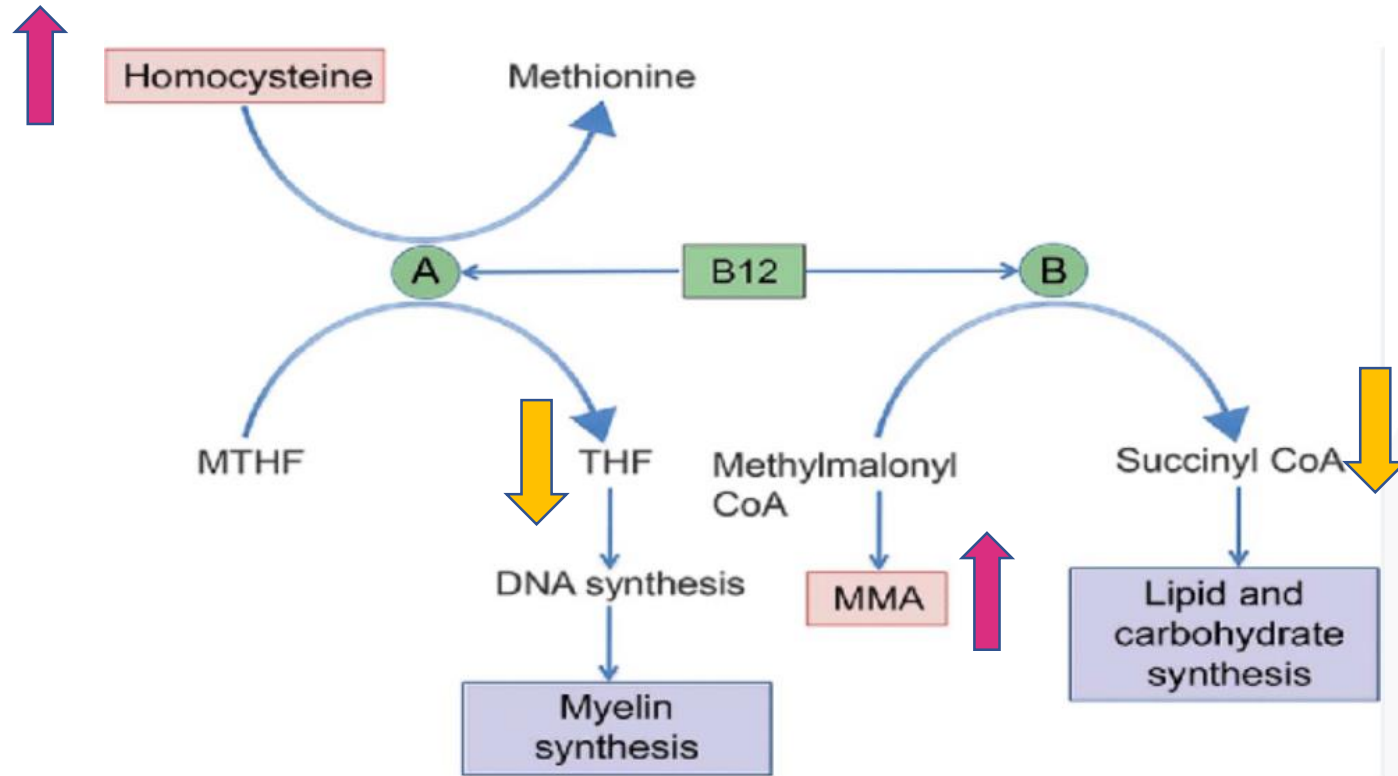 Homocysteine
Methionine
A
B12
B
MTHF
THF
Methylmalonyl
CoA
Succinyl CoA
DNA synthesis
MMA
Lipid and
carbohydrate
synthesis
Myelin
synthesis